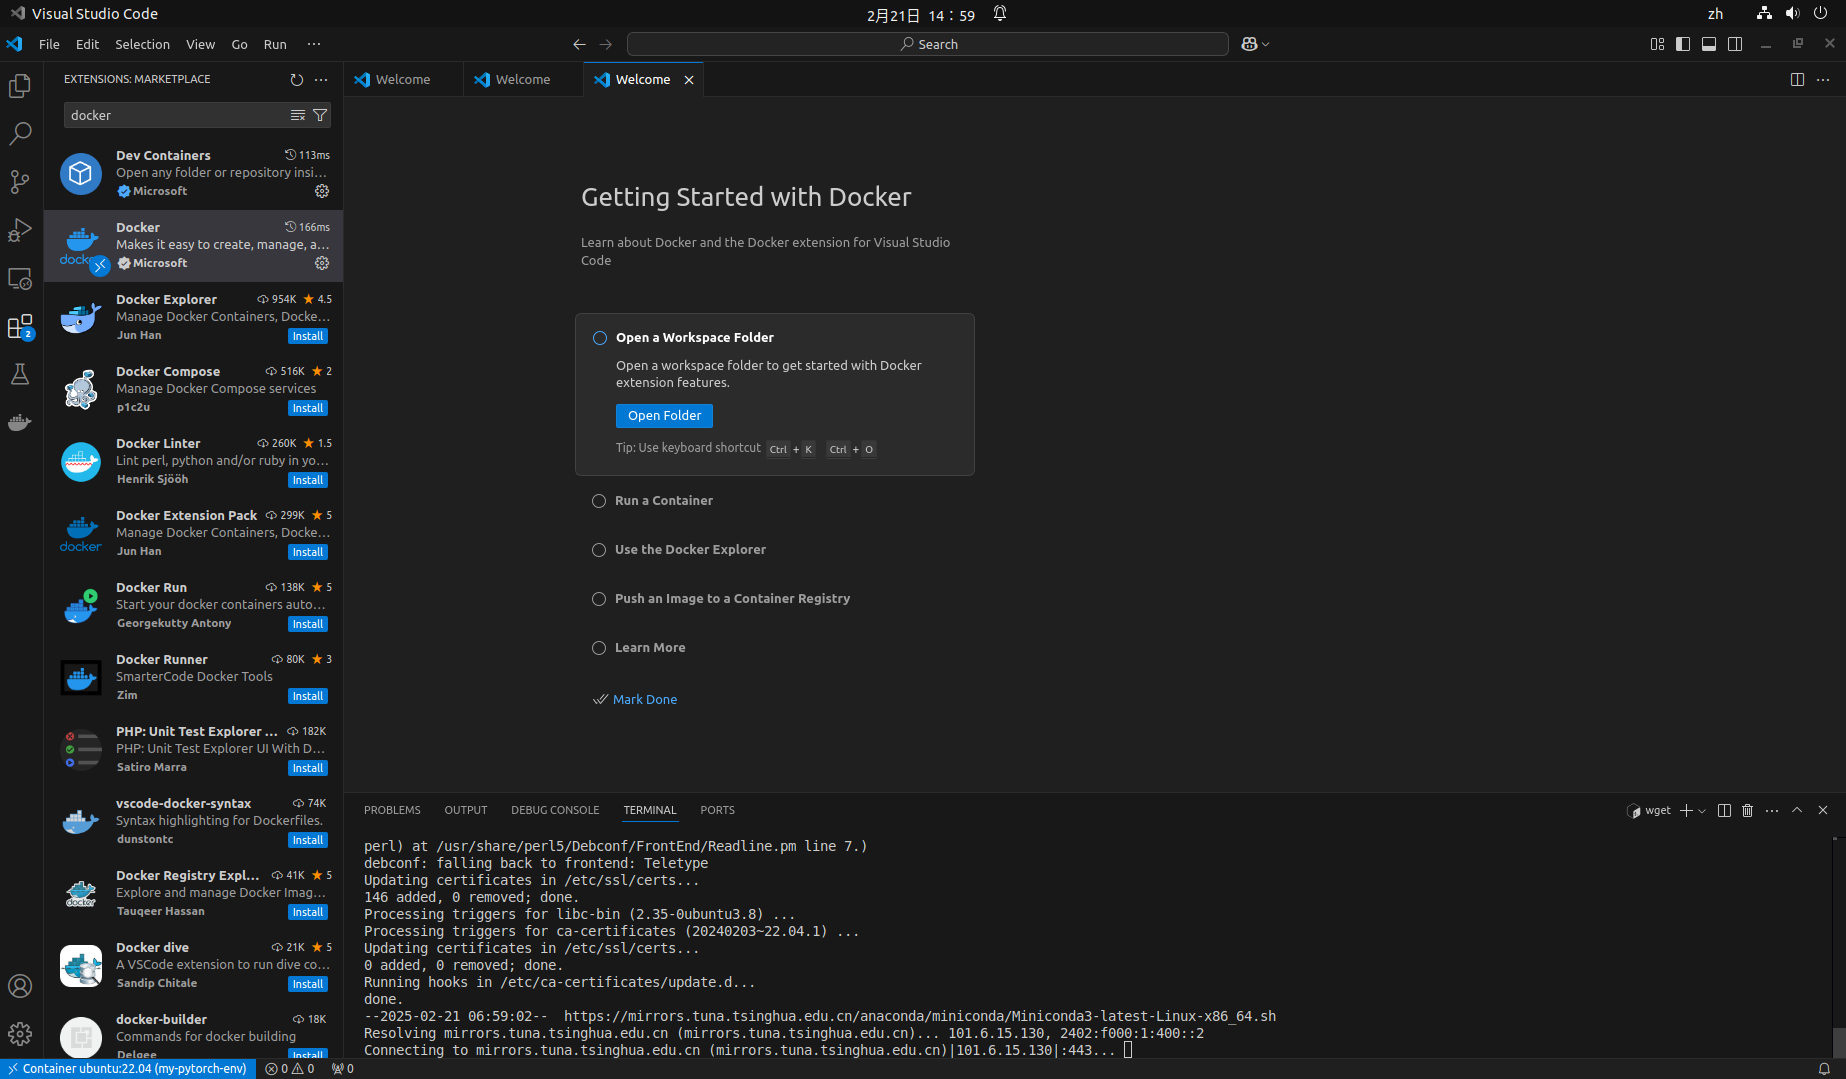 Visual Studio Code
2月21日 14:59
zh
File Edit Selection View Go Run ···
Search
EXTENSIONS: MARKETPLACE
docker
Dev Containers 113ms
Open any folder or repository insi...
Microsoft
Docker 166ms
Makes it easy to create, manage, a...
Microsoft
Docker Explorer 954K 4.5
Manage Docker Containers, Docke...
Jun Han Install
Docker Compose 516K 2
Manage Docker Compose services
p1c2u Install
Docker Linter 260K 1.5
Lint perl, python and/or ruby in yo...
Henrik Sjööh Install
Docker Extension Pack 299K 5
Manage Docker Containers, Docke...
Jun Han Install
Docker Run 138K 5
Start your docker containers auto...
Georgekutty Antony Install
Docker Runner 80K 3
SmarterCode Docker Tools
Zim Install
PHP: Unit Test Explorer ... 182K
PHP: Unit Test Explorer UI With D...
Satiro Marra Install
vscode-docker-syntax 74K
Syntax highlighting for Dockerfiles.
dunstontc Install
Docker Registry Expl... 41K 5
Explore and manage Docker Imag...
Tauqeer Hassan Install
Docker dive 21K 5
A VSCode extension to run dive co...
Sandip Chitale Install
docker-builder 18K
Commands for docker building
Delgee Install
2
Welcome Welcome Welcome
Getting Started with Docker
Learn about Docker and the Docker extension for Visual Studio
Code
Open a Workspace Folder
Open a workspace folder to get started with Docker
extension features.
Open Folder
Tip: Use keyboard shortcut Ctrl + K Ctrl + O
Run a Container
Use the Docker Explorer
Push an Image to a Container Registry
Learn More
Mark Done
PROBLEMS OUTPUT DEBUG CONSOLE TERMINAL PORTS
wget
perl) at /usr/share/perl5/Debconf/FrontEnd/Readline.pm line 7.)
debconf: falling back to frontend: Teletype
Updating certificates in /etc/ssl/certs...
146 added, 0 removed; done.
Processing triggers for libc-bin (2.35-0ubuntu3.8) ...
Processing triggers for ca-certificates (20240203~22.04.1) ...
Updating certificates in /etc/ssl/certs...
0 added, 0 removed; done.
Running hooks in /etc/ca-certificates/update.d...
done.
--2025-02-21 06:59:02-- https://mirrors.tuna.tsinghua.edu.cn/anaconda/miniconda/Miniconda3-latest-Linux-x86_64.sh
Resolving mirrors.tuna.tsinghua.edu.cn (mirrors.tuna.tsinghua.edu.cn)... 101.6.15.130, 2402:f000:1:400::2
Connecting to mirrors.tuna.tsinghua.edu.cn (mirrors.tuna.tsinghua.edu.cn)|101.6.15.130|:443...
Container ubuntu:22.04 (my-pytorch-env) 0 0 0